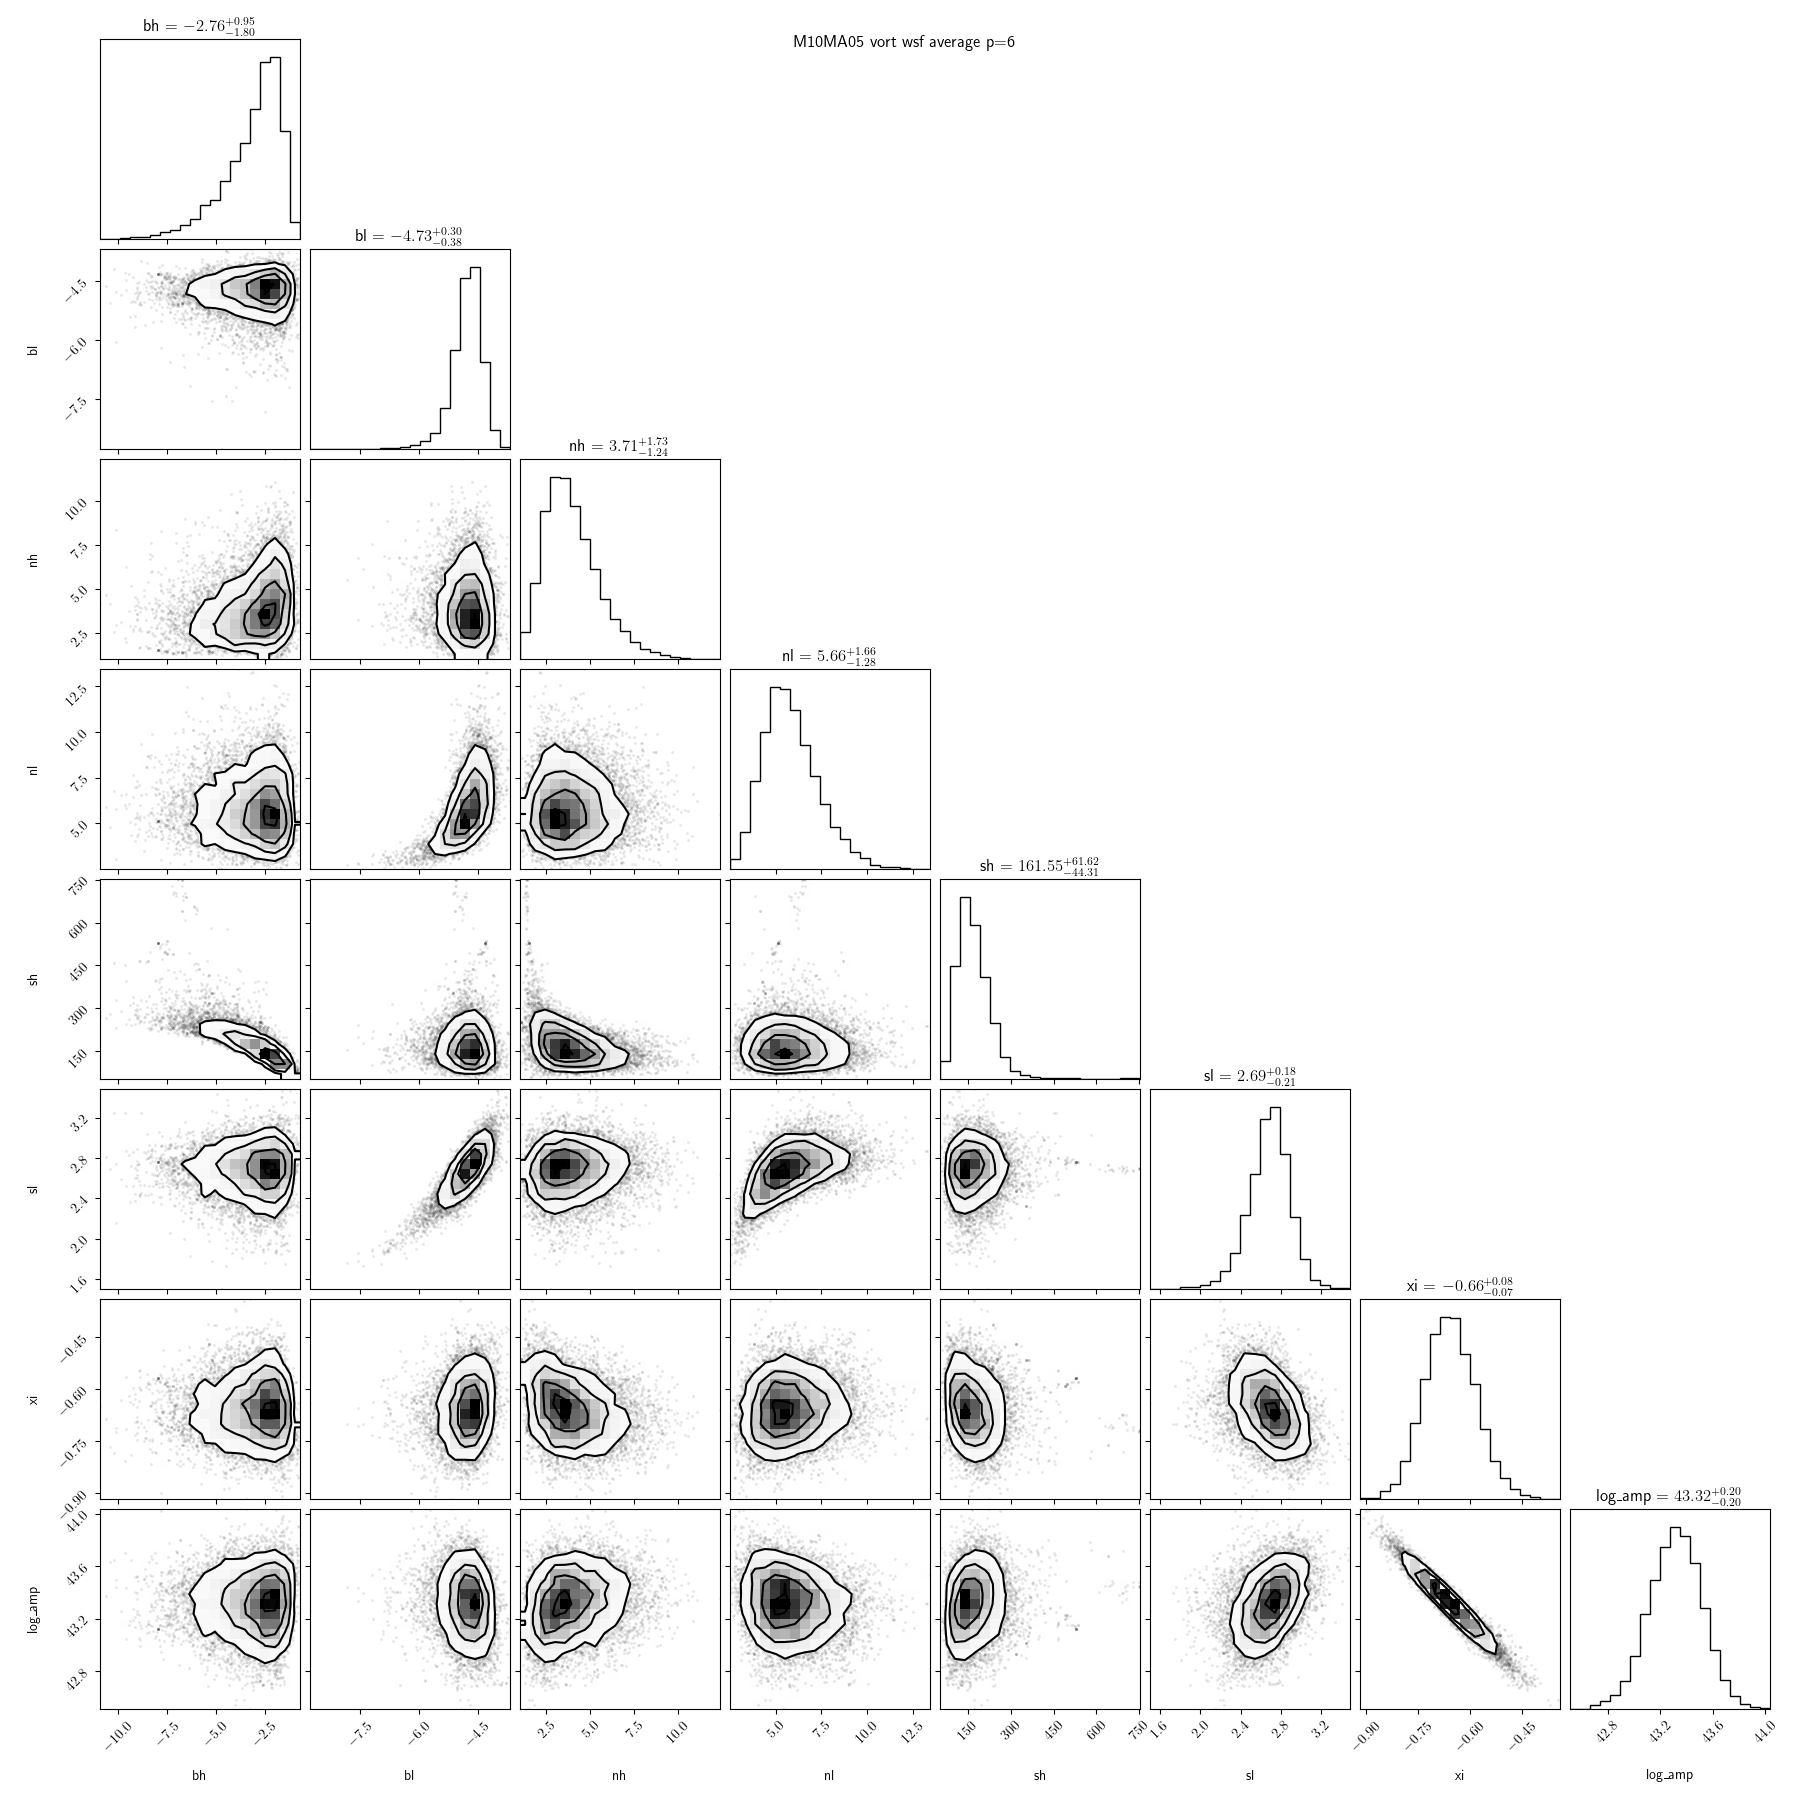 M10MA05 vort wsf average p=6
bh = −2.76+0.95−1.80
bl = −4.73+0.30−0.38
−4.5
−6.0
−7.5
bl
nh = 3.71+1.73−1.24
10.0
7.5
5.0
2.5
nh
nl = 5.66+1.66−1.28
12.5
10.0
7.5
5.0
nl
sh = 161.55+61.62−44.31
750
600
450
300
150
sh
sl = 2.69+0.18−0.21
3.2
2.8
2.4
2.0
1.6
sl
xi = −0.66+0.08−0.07
−0.45
−0.60
−0.75
−0.90
xi
log_amp = 43.32+0.20−0.20
44.0
43.6
43.2
42.8
log_amp
−10.0 −7.5 −5.0 −2.5 −7.5 −6.0 −4.5 2.5 5.0 7.5 10.0 5.0 7.5 10.0 12.5 150 300 450 600 750 1.6 2.0 2.4 2.8 3.2 −0.90 −0.75 −0.60 −0.45 42.8 43.2 43.6 44.0
bh bl nh nl sh sl xi log_amp